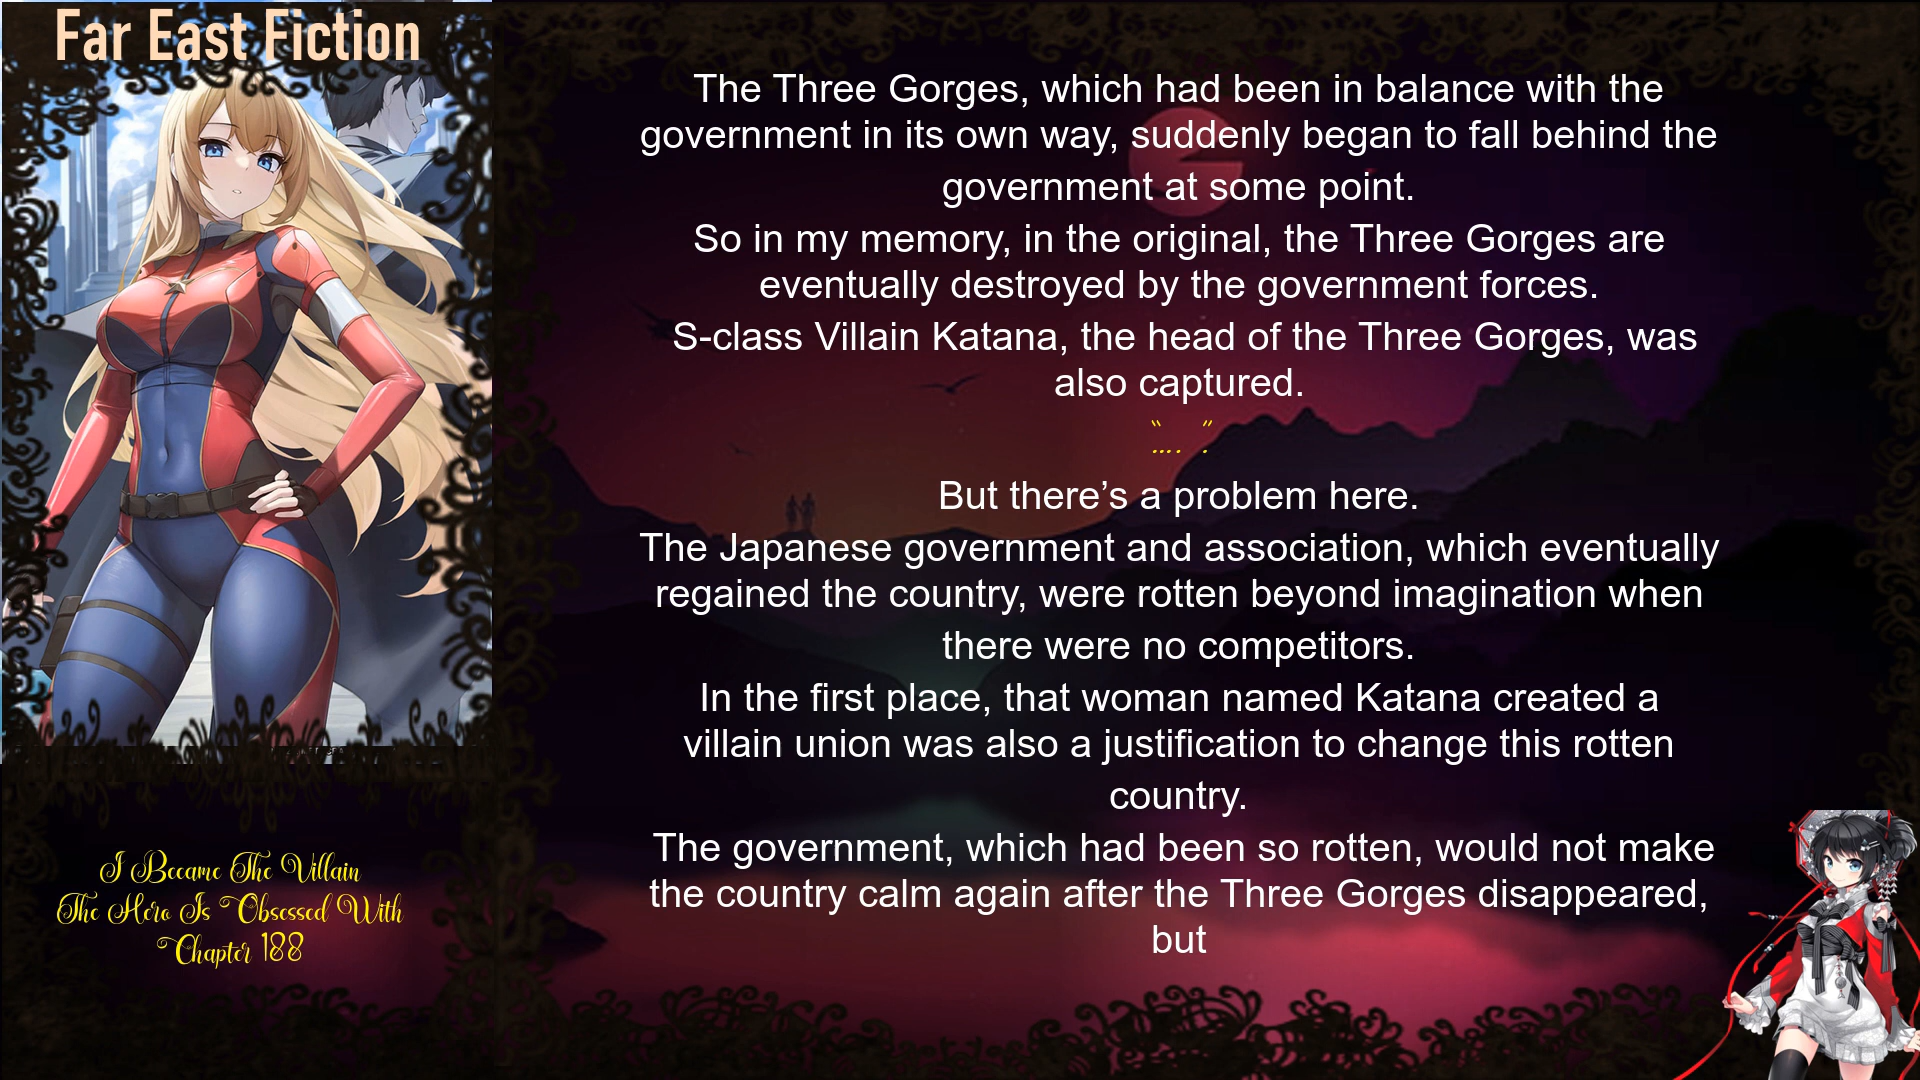 Far East Fiction
The Three Gorges, which had been in balance with the
government in its own way, suddenly began to fall behind the
government at some point.
So in my memory, in the original, the Three Gorges are
eventually destroyed by the government forces.
S-class Villain Katana, the head of the Three Gorges, was
also captured.
“…. .”
But there’s a problem here.
The Japanese government and association, which eventually
regained the country, were rotten beyond imagination when
there were no competitors.
In the first place, that woman named Katana created a
villain union was also a justification to change this rotten
country.
The government, which had been so rotten, would not make
the country calm again after the Three Gorges disappeared,
but
I Became The Villain
The Hero Is Obsessed With
Chapter 188